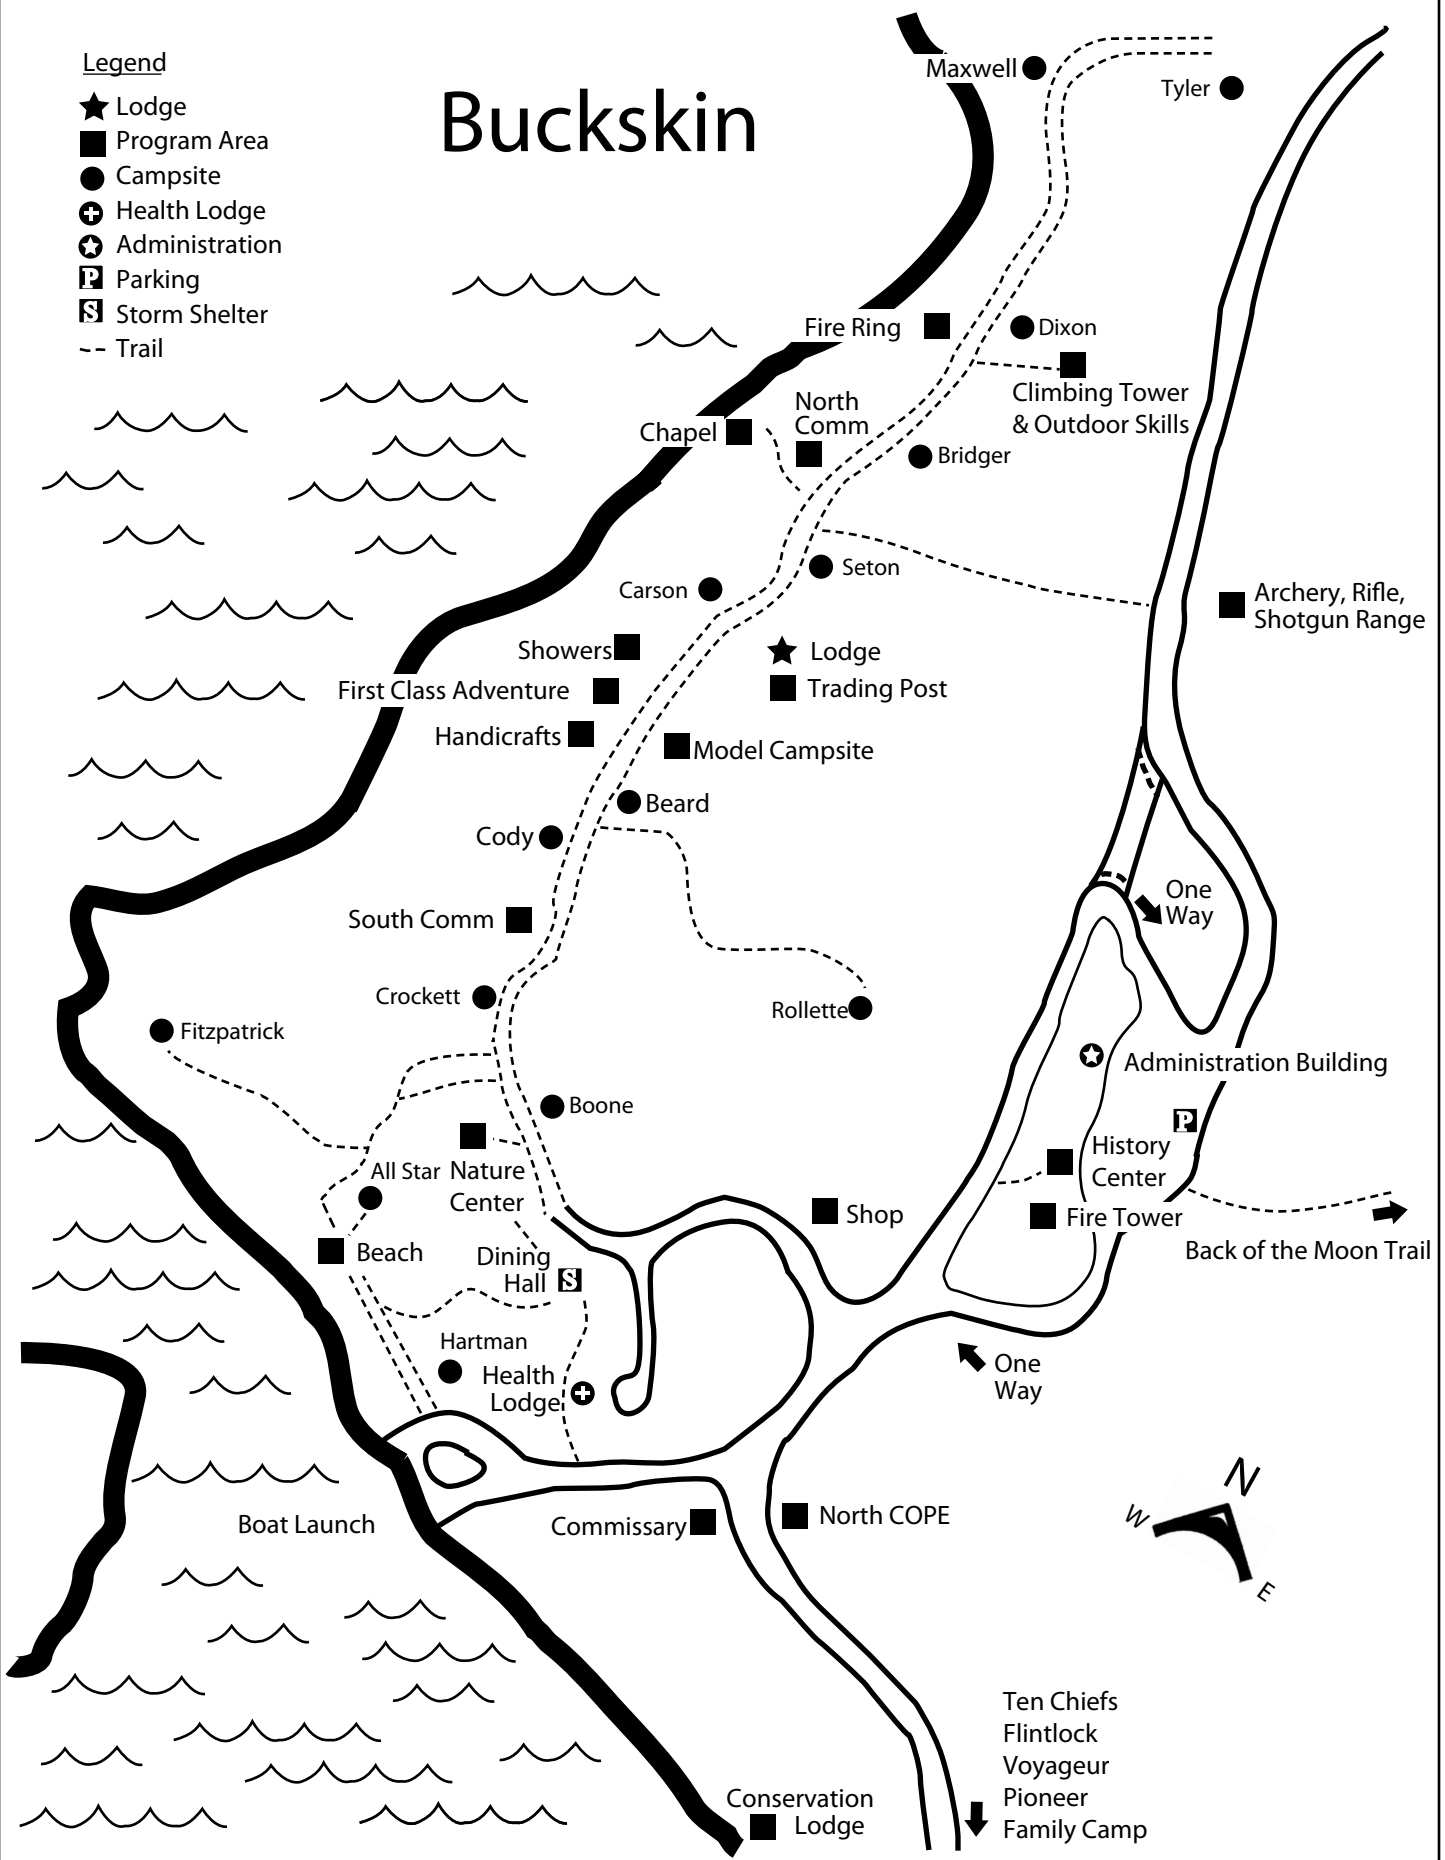 Legend
Lodge
Program Area
Campsite
Health Lodge
Administration
P Parking
S Storm Shelter
Trail
Buckskin
Maxwell
Tyler
Fire Ring
Dixon
Climbing Tower
& Outdoor Skills
North
Comm
Chapel
Bridger
Seton
Carson
Archery, Rifle,
Shotgun Range
Showers
Lodge
First Class Adventure
Trading Post
Handicrafts
Model Campsite
Beard
Cody
One
Way
South Comm
Crockett
Rollette
Fitzpatrick
Administration Building
Boone
P
History
Center
All Star
Nature
Center
Shop
Fire Tower
Beach
Back of the Moon Trail
Dining
Hall S
Hartman
Health
Lodge
One
Way
N
W
E
Boat Launch
Commissary
North COPE
Ten Chiefs
Flintlock
Voyageur
Pioneer
Family Camp
Conservation
Lodge